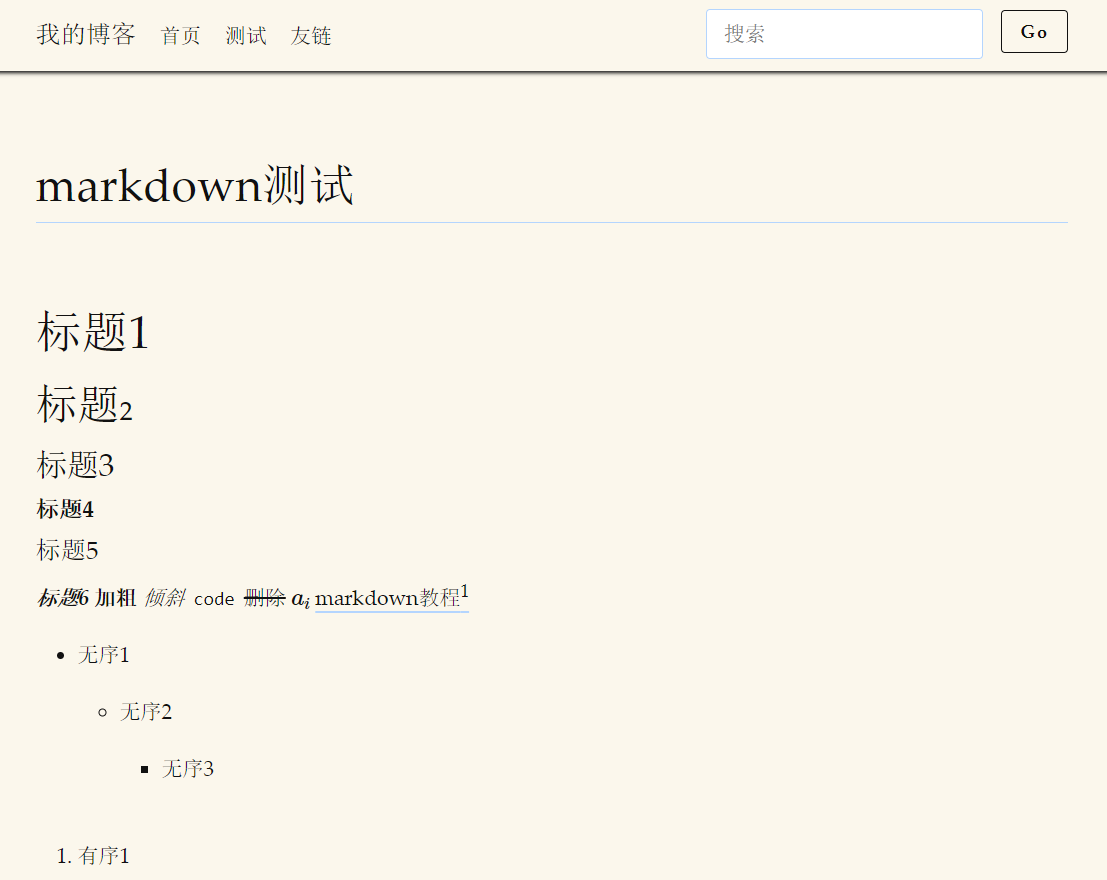 我的博客 首页 测试 友链 搜索 Go
markdown测试
标题1
标题2
标题3
标题4
标题5
标题6 加粗 倾斜 code 删除 ai markdown教程1
无序1
无序2
无序3
1. 有序1